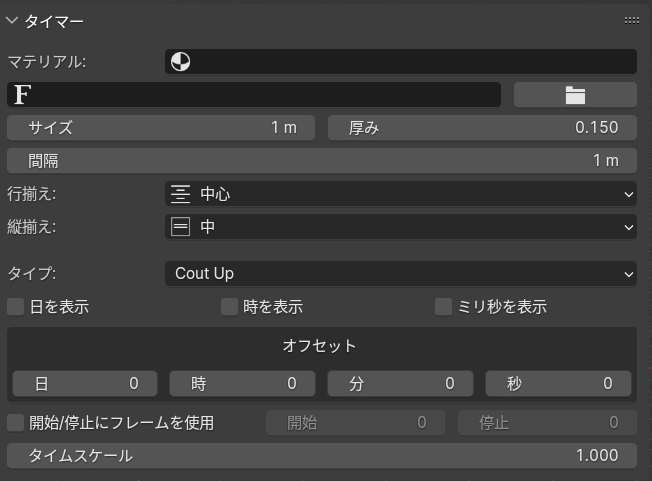 タイマー
マテリアル:
F
サイズ 1 m 厚み 0.150
間隔 1 m
行揃え: 中心
縦揃え: 中
タイプ: Cout Up
日を表示 時を表示 ミリ秒を表示
オフセット
日 0 時 0 分 0 秒 0
開始/停止にフレームを使用 開始 0 停止 0
タイムスケール 1.000